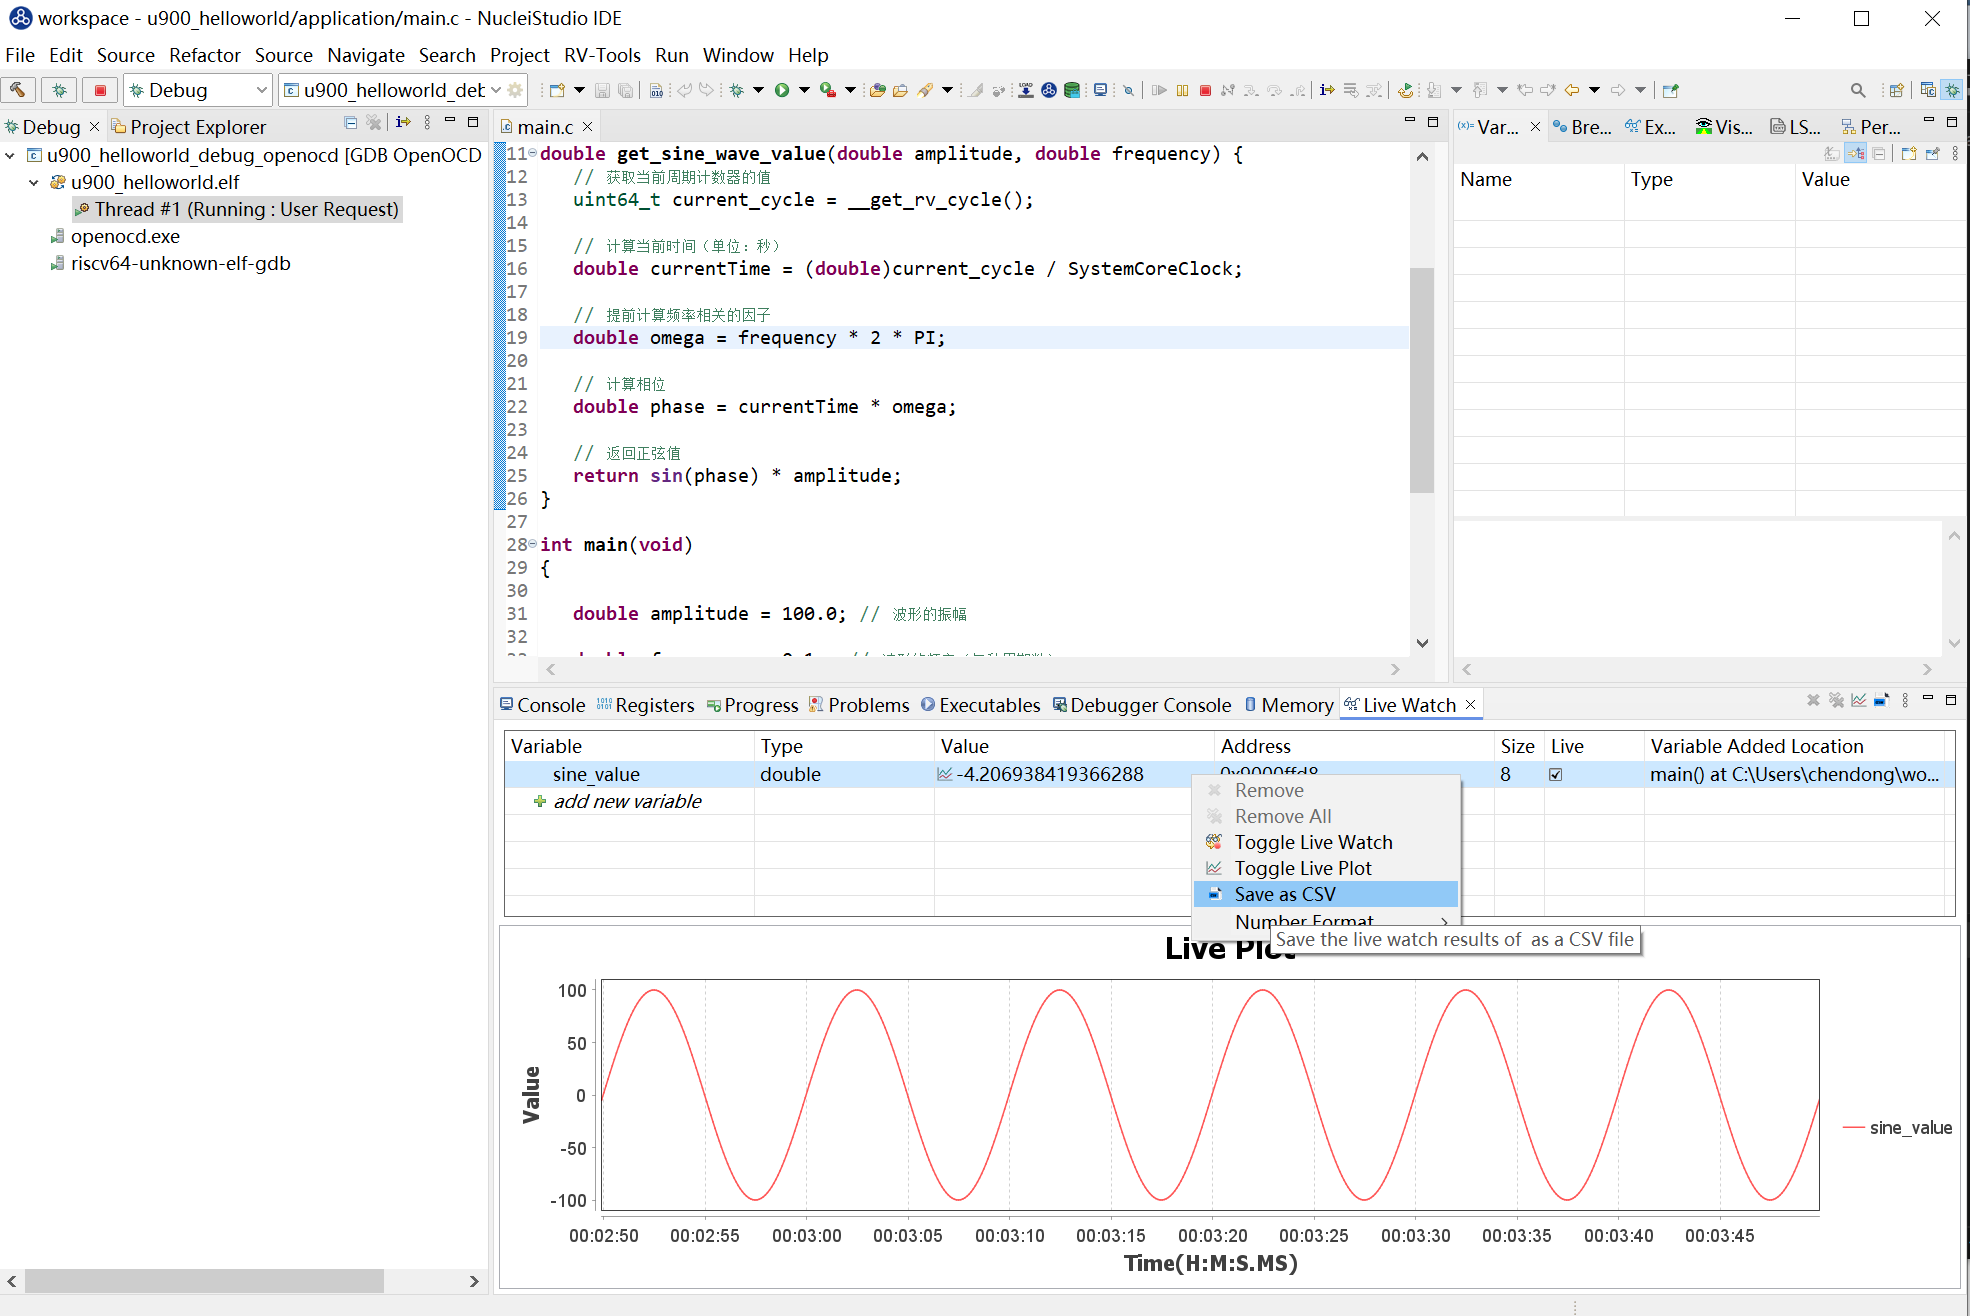 workspace - u900_helloworld/application/main.c - NucleiStudio IDE
File Edit Source Refactor Source Navigate Search Project RV-Tools Run Window Help
Debug u900_helloworld_deb
Debug Project Explorer
u900_helloworld_debug_openocd [GDB OpenOCD
u900_helloworld.elf
Thread #1 (Running : User Request)
openocd.exe
riscv64-unknown-elf-gdb
main.c
11 double get_sine_wave_value(double amplitude, double frequency) {
12 // 获取当前周期计数器的值
13 uint64_t current_cycle = __get_rv_cycle();
14
15 // 计算当前时间（单位：秒）
16 double currentTime = (double)current_cycle / SystemCoreClock;
17
18 // 提前计算频率相关的因子
19 double omega = frequency * 2 * PI;
20
21 // 计算相位
22 double phase = currentTime * omega;
23
24 // 返回正弦值
25 return sin(phase) * amplitude;
26 }
27
28 int main(void)
29 {
30
31 double amplitude = 100.0; // 波形的振幅
32
Var... Bre... Ex... Vis... LS... Per...
Name Type Value
Console Registers Progress Problems Executables Debugger Console Memory Live Watch
Variable Type Value Address Size Live Variable Added Location
sine_value double -4.206938419366288 0x9000ffd8 8 main() at C:\Users\chendong\wo...
add new variable
Remove
Remove All
Toggle Live Watch
Toggle Live Plot
Save as CSV
Number Format
Save the live watch results of  as a CSV file
Live Plot
100
50
0
-50
-100
Value
00:02:50 00:02:55 00:03:00 00:03:05 00:03:10 00:03:15 00:03:20 00:03:25 00:03:30 00:03:35 00:03:40 00:03:45
Time(H:M:S.MS)
sine_value